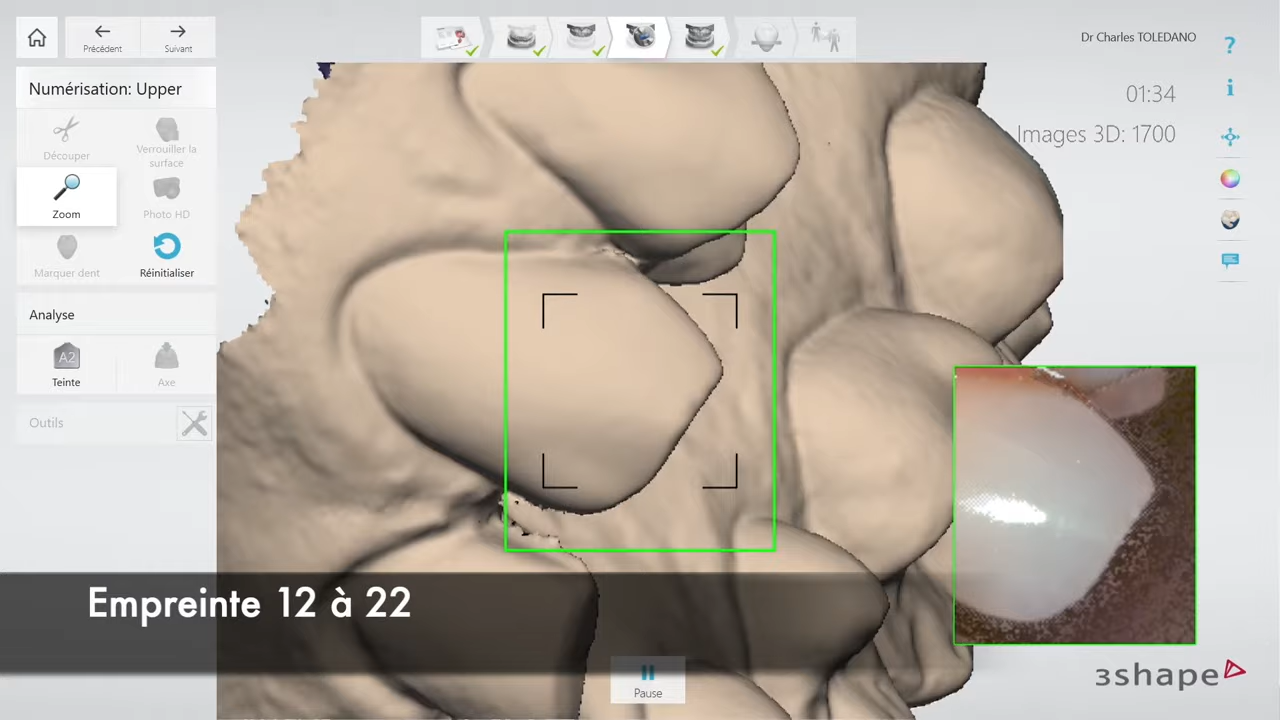 Précédent
Suivant
Dr Charles TOLEDANO
?
i
Numérisation: Upper
01:34
Images 3D: 1700
Découper
Verrouiller la
surface
Zoom
Photo HD
Marquer dent
Réinitialiser
Analyse
A2
Teinte
Axe
Outils
Empreinte 12 à 22
Pause
3shape